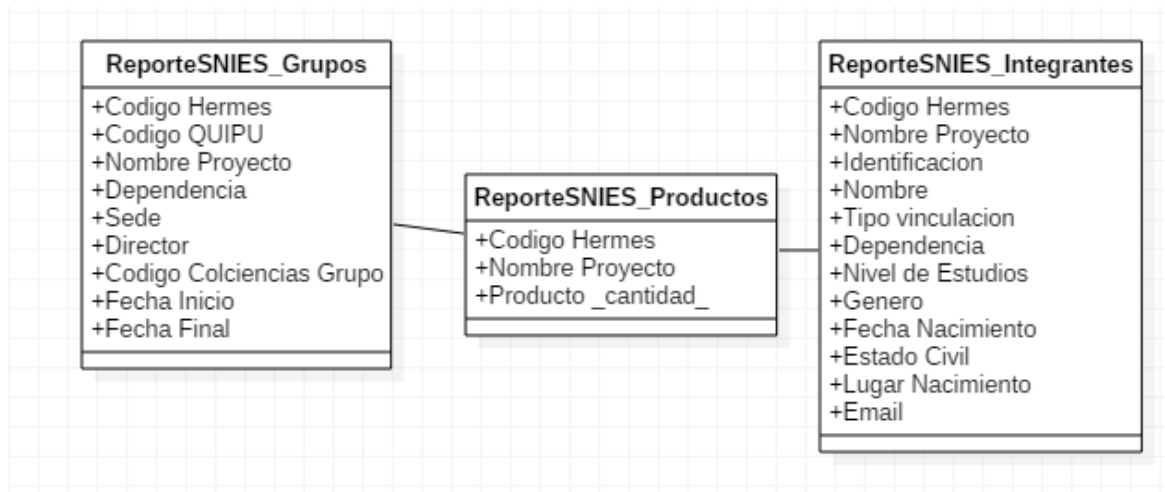 ReporteSNIES_Grupos
+Codigo Hermes
+Codigo QUIPU
+Nombre Proyecto
+Dependencia
+Sede
+Director
+Codigo Colciencias Grupo
+Fecha Inicio
+Fecha Final
ReporteSNIES_Productos
+Codigo Hermes
+Nombre Proyecto
+Producto _cantidad_
ReporteSNIES_Integrantes
+Codigo Hermes
+Nombre Proyecto
+Identificacion
+Nombre
+Tipo vinculacion
+Dependencia
+Nivel de Estudios
+Genero
+Fecha Nacimiento
+Estado Civil
+Lugar Nacimiento
+Email